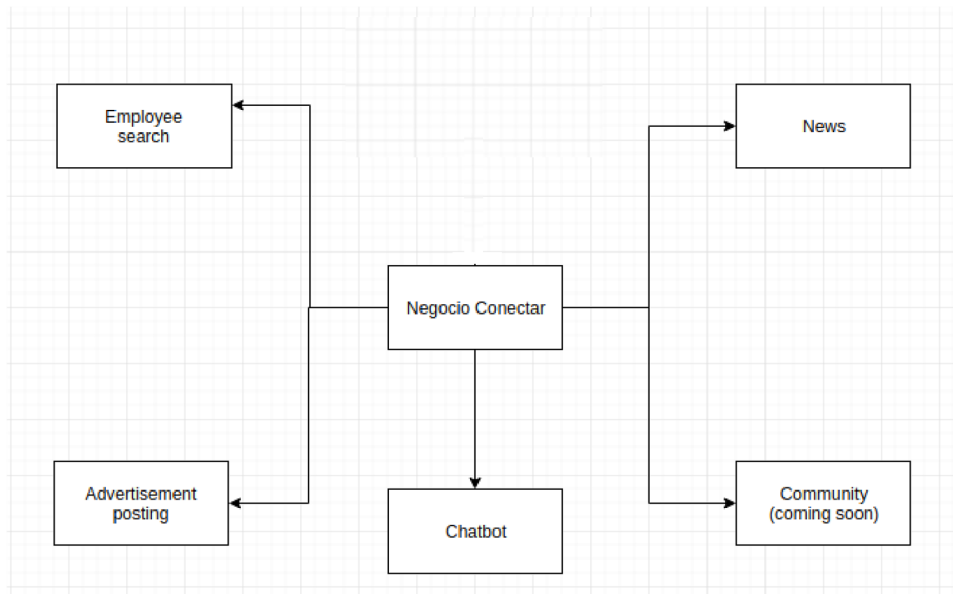 Employee
search
News
Negocio Conectar
Advertisement
posting
Chatbot
Community
(coming soon)